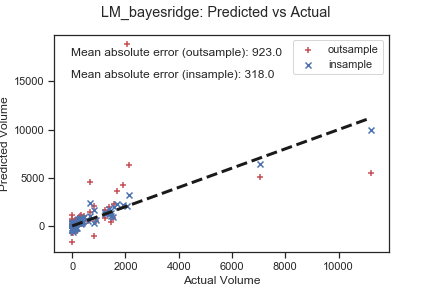 LM_bayesridge: Predicted vs Actual
Mean absolute error (outsample): 923.0
Mean absolute error (insample): 318.0
outsample
insample
15000
10000
5000
0
Predicted Volume
0 2000 4000 6000 8000 10000
Actual Volume